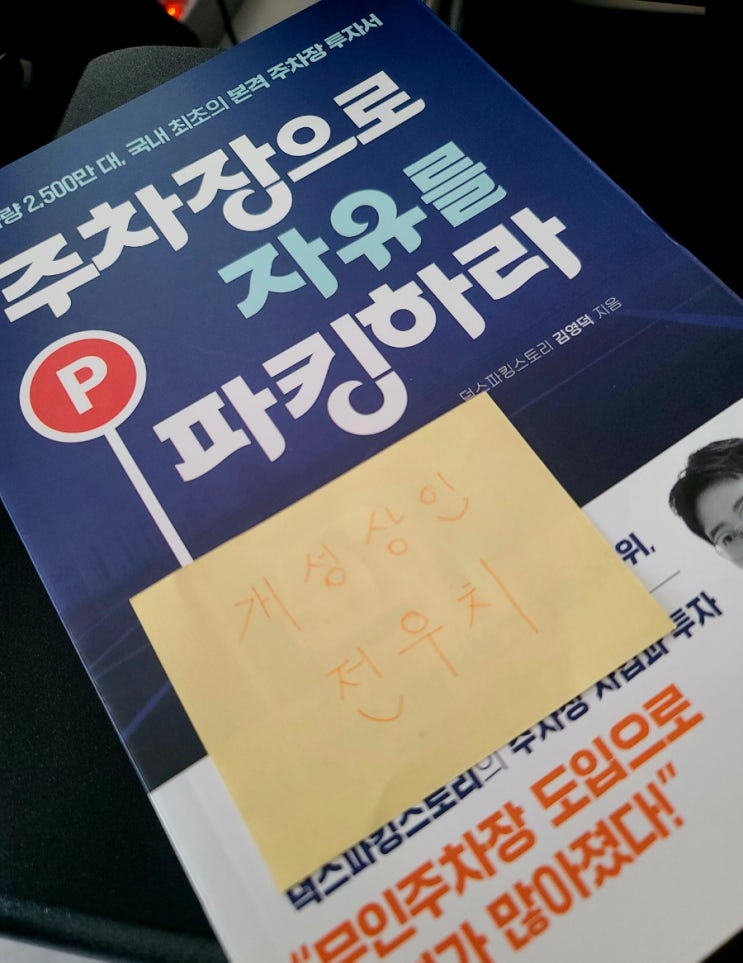 2,500만 대, 국내 최초의 본격 주차장 투자서
주차장으로
자유를
파킹하라
P
덕스파킹스토리 김영덕 지음
개성상인
전우치
위,
덕스파킹스토리의 주차장 사업과 투자
"무인주차장 도입으로
많아졌다!"